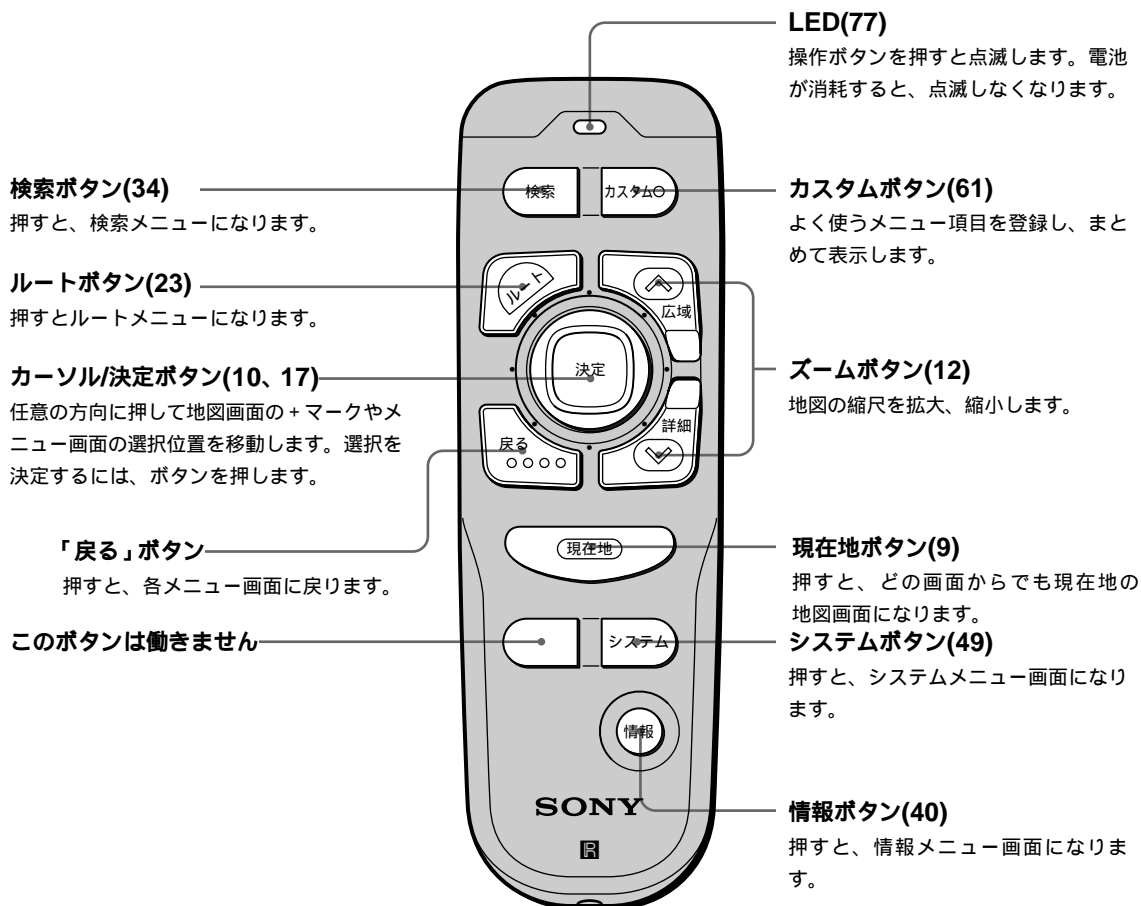 LED(77)
操作ボタンを押すと点滅します。電池
が消耗すると、点滅しなくなります。
検索ボタン(34)
押すと、検索メニューになります。
ルートボタン(23)
押すとルートメニューになります。
カーソル/決定ボタン(10、17)
任意の方向に押して地図画面の+マークやメ
ニュー画面の選択位置を移動します。選択を
決定するには、ボタンを押します。
「戻る」ボタン
押すと、各メニュー画面に戻ります。
このボタンは働きません
検索
カスタム
ルート
広域
決定
詳細
戻る
現在地
システム
情報
SONY
R
カスタムボタン(61)
よく使うメニュー項目を登録し、まと
めて表示します。
ズームボタン(12)
地図の縮尺を拡大、縮小します。
現在地ボタン(9)
押すと、どの画面からでも現在地の
地図画面になります。
システムボタン(49)
押すと、システムメニュー画面になり
ます。
情報ボタン(40)
押すと、情報メニュー画面になりま
す。